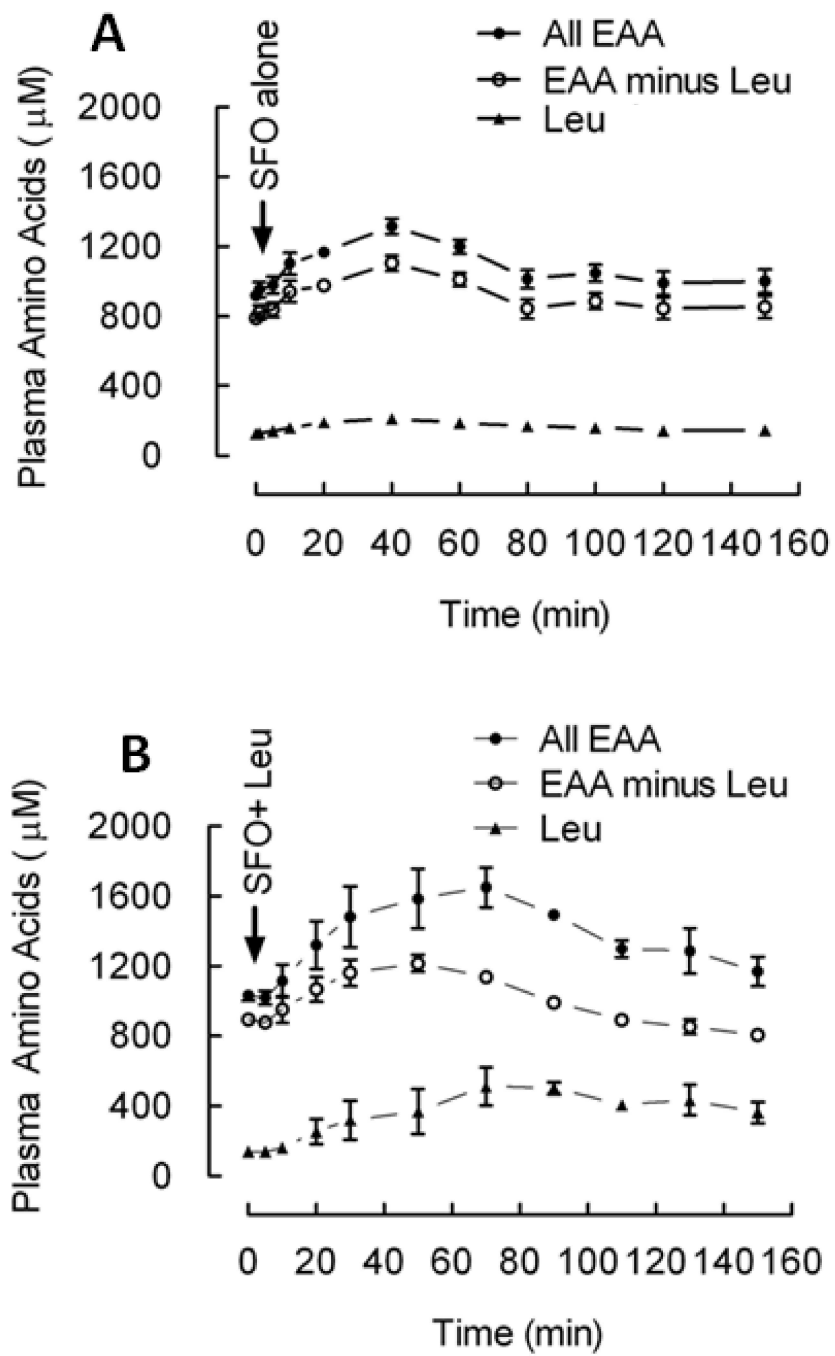 A
All EAA
EAA minus Leu
Leu
SFO alone
Plasma Amino Acids ( μM)
2000
1600
1200
800
400
0
0 20 40 60 80 100 120 140 160
Time (min)
B
All EAA
EAA minus Leu
Leu
SFO+ Leu
Plasma Amino Acids ( μM)
2000
1600
1200
800
400
0
0 20 40 60 80 100 120 140 160
Time (min)